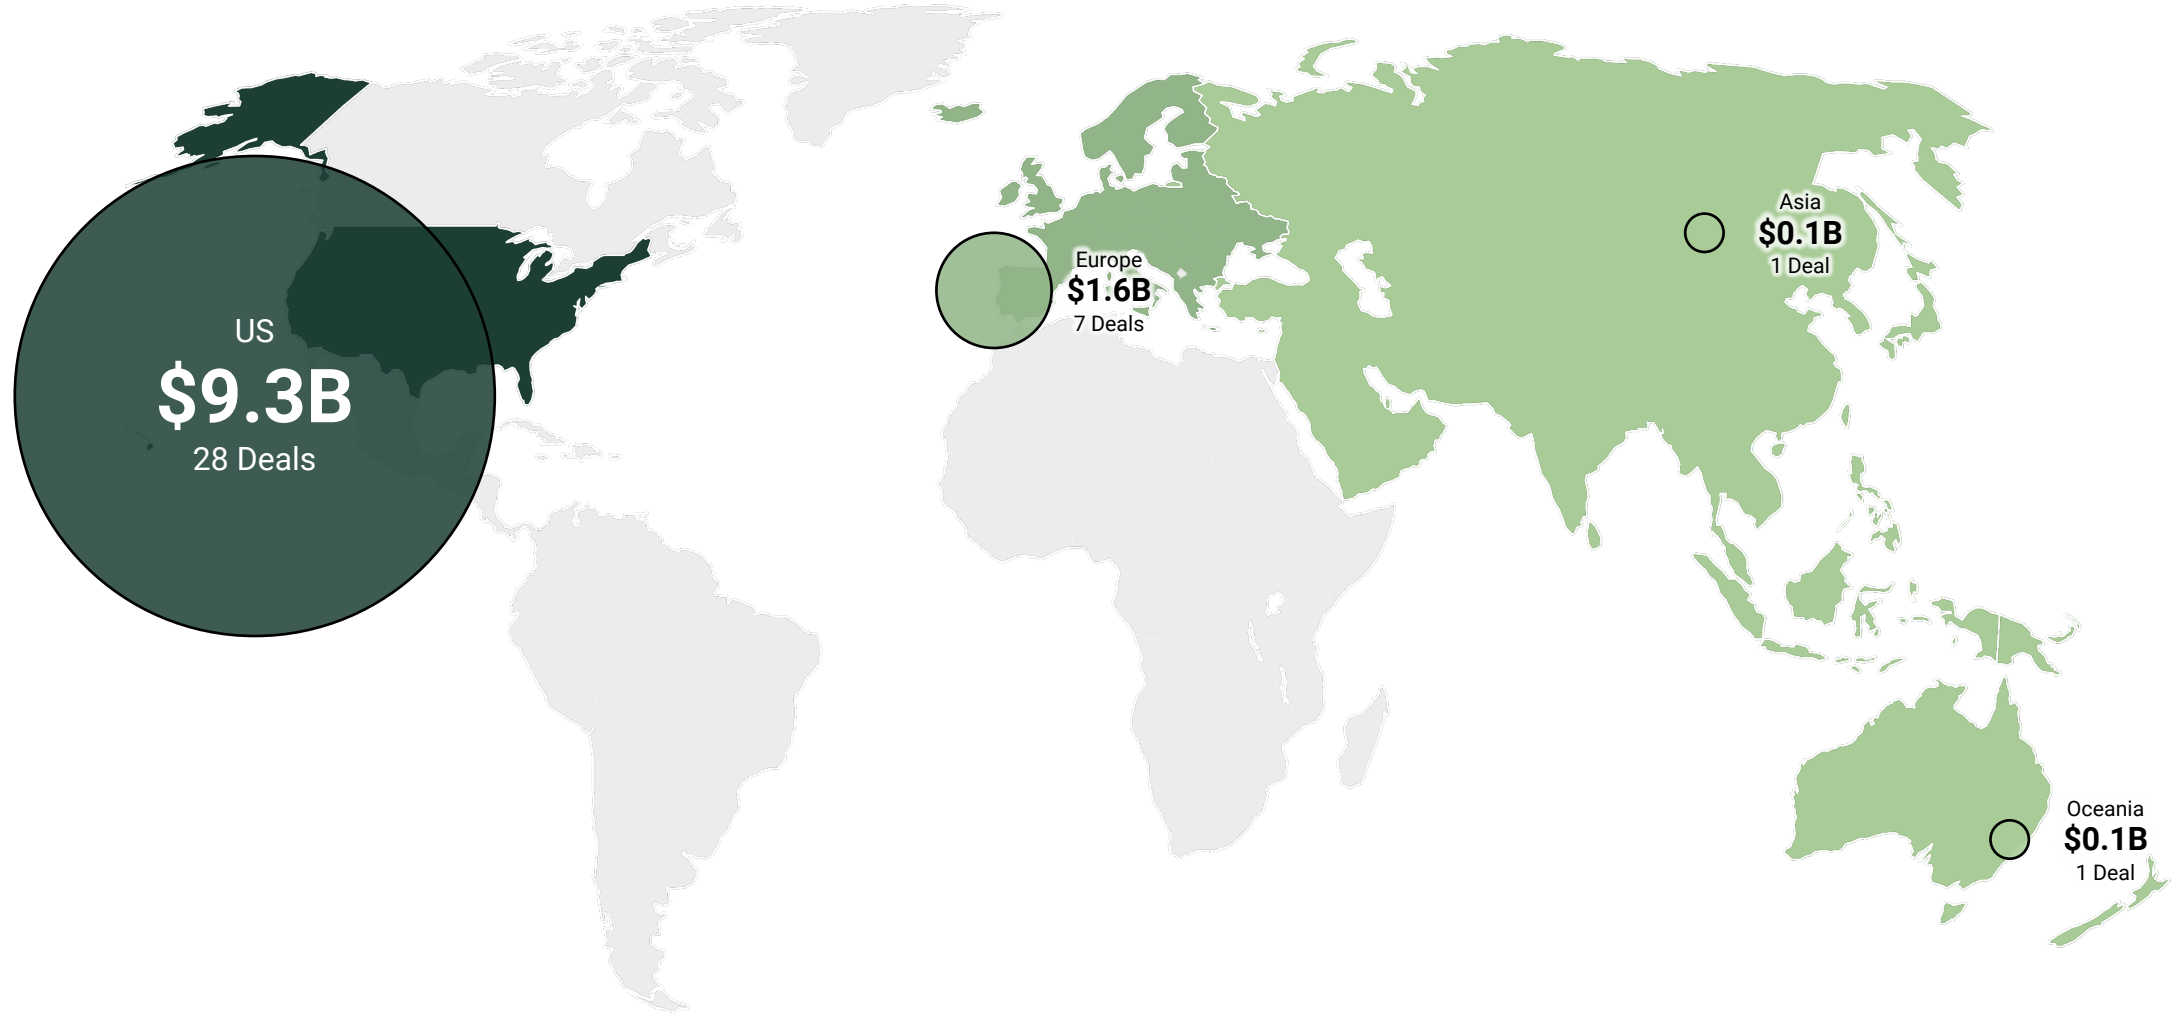 US
$9.3B
28 Deals
Europe
$1.6B
7 Deals
Asia
$0.1B
1 Deal
Oceania
$0.1B
1 Deal